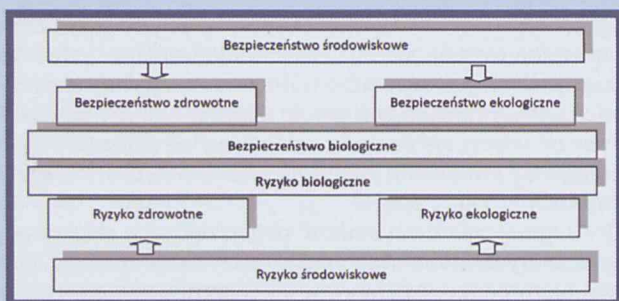 Bezpieczeństwo środowiskowe
Bezpieczeństwo zdrowotne
Bezpieczeństwo ekologiczne
Bezpieczeństwo biologiczne
Ryzyko biologiczne
Ryzyko zdrowotne
Ryzyko ekologiczne
Ryzyko środowiskowe